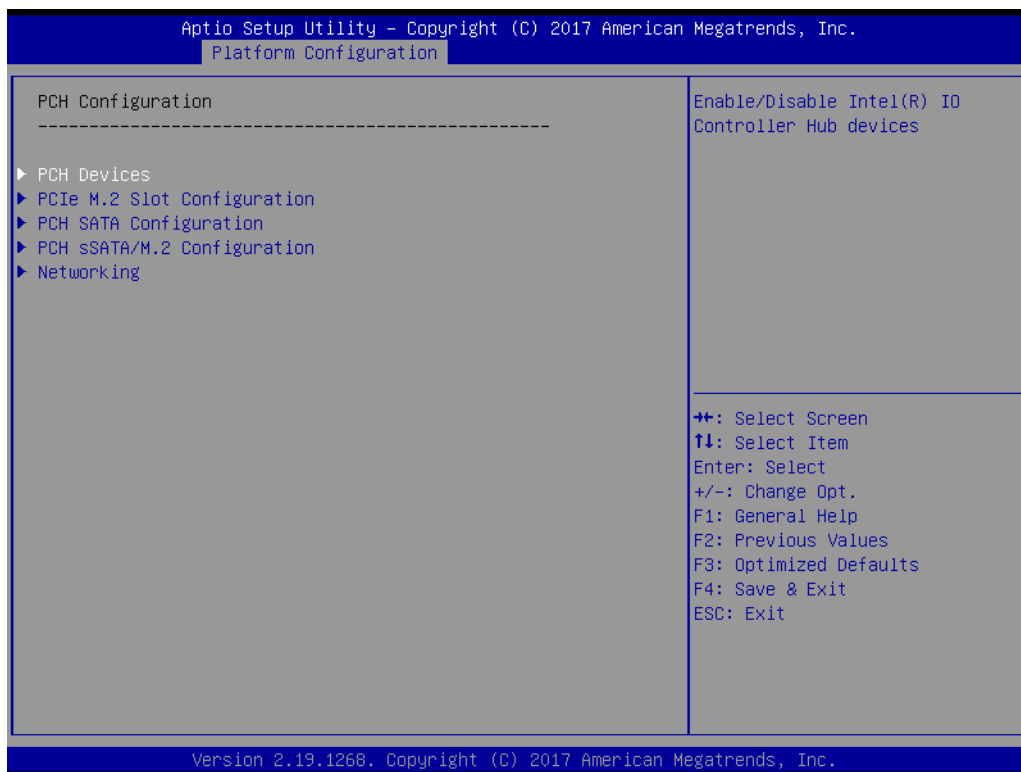 Aptio Setup Utility – Copyright (C) 2017 American Megatrends, Inc.
Platform Configuration
PCH Configuration
--------------------------------------------------
▶ PCH Devices
▶ PCIe M.2 Slot Configuration
▶ PCH SATA Configuration
▶ PCH sSATA/M.2 Configuration
▶ Networking
Enable/Disable Intel(R) IO
Controller Hub devices
→←: Select Screen
↑↓: Select Item
Enter: Select
+/-: Change Opt.
F1: General Help
F2: Previous Values
F3: Optimized Defaults
F4: Save & Exit
ESC: Exit
Version 2.19.1268. Copyright (C) 2017 American Megatrends, Inc.